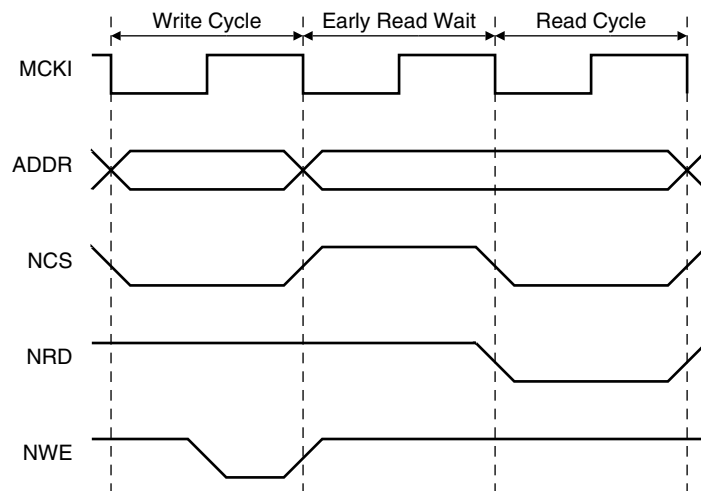 Write Cycle Early Read Wait Read Cycle
MCKI
ADDR
NCS
NRD
NWE